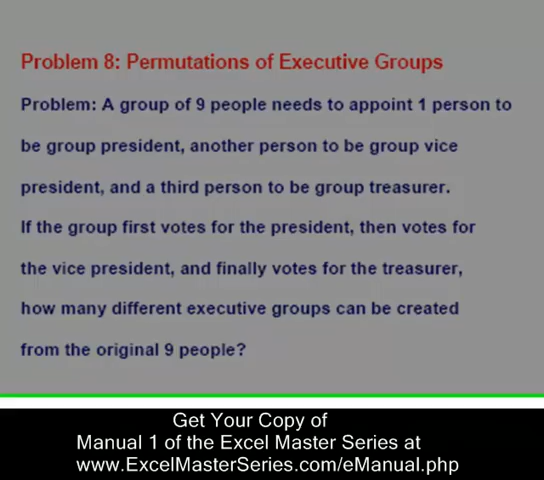 Problem 8: Permutations of Executive Groups
Problem: A group of 9 people needs to appoint 1 person to
be group president, another person to be group vice
president, and a third person to be group treasurer.
If the group first votes for the president, then votes for
the vice president, and finally votes for the treasurer,
how many different executive groups can be created
from the original 9 people?
Get Your Copy of
Manual 1 of the Excel Master Series at
www.ExcelMasterSeries.com/eManual.php